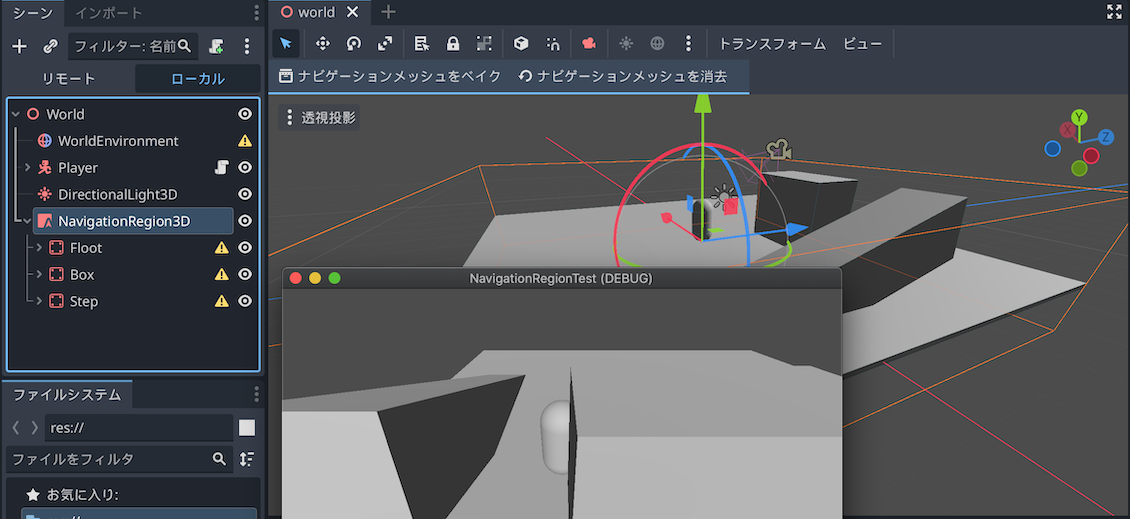 シーン インポート
フィルター: 名前
リモート ローカル
World
WorldEnvironment
Player
DirectionalLight3D
NavigationRegion3D
Floot
Box
Step
ファイルシステム
res://
ファイルをフィルタ
お気に入り:
world
トランスフォーム ビュー
ナビゲーションメッシュをベイク ナビゲーションメッシュを消去
透視投影
Y
X
Z
NavigationRegionTest (DEBUG)